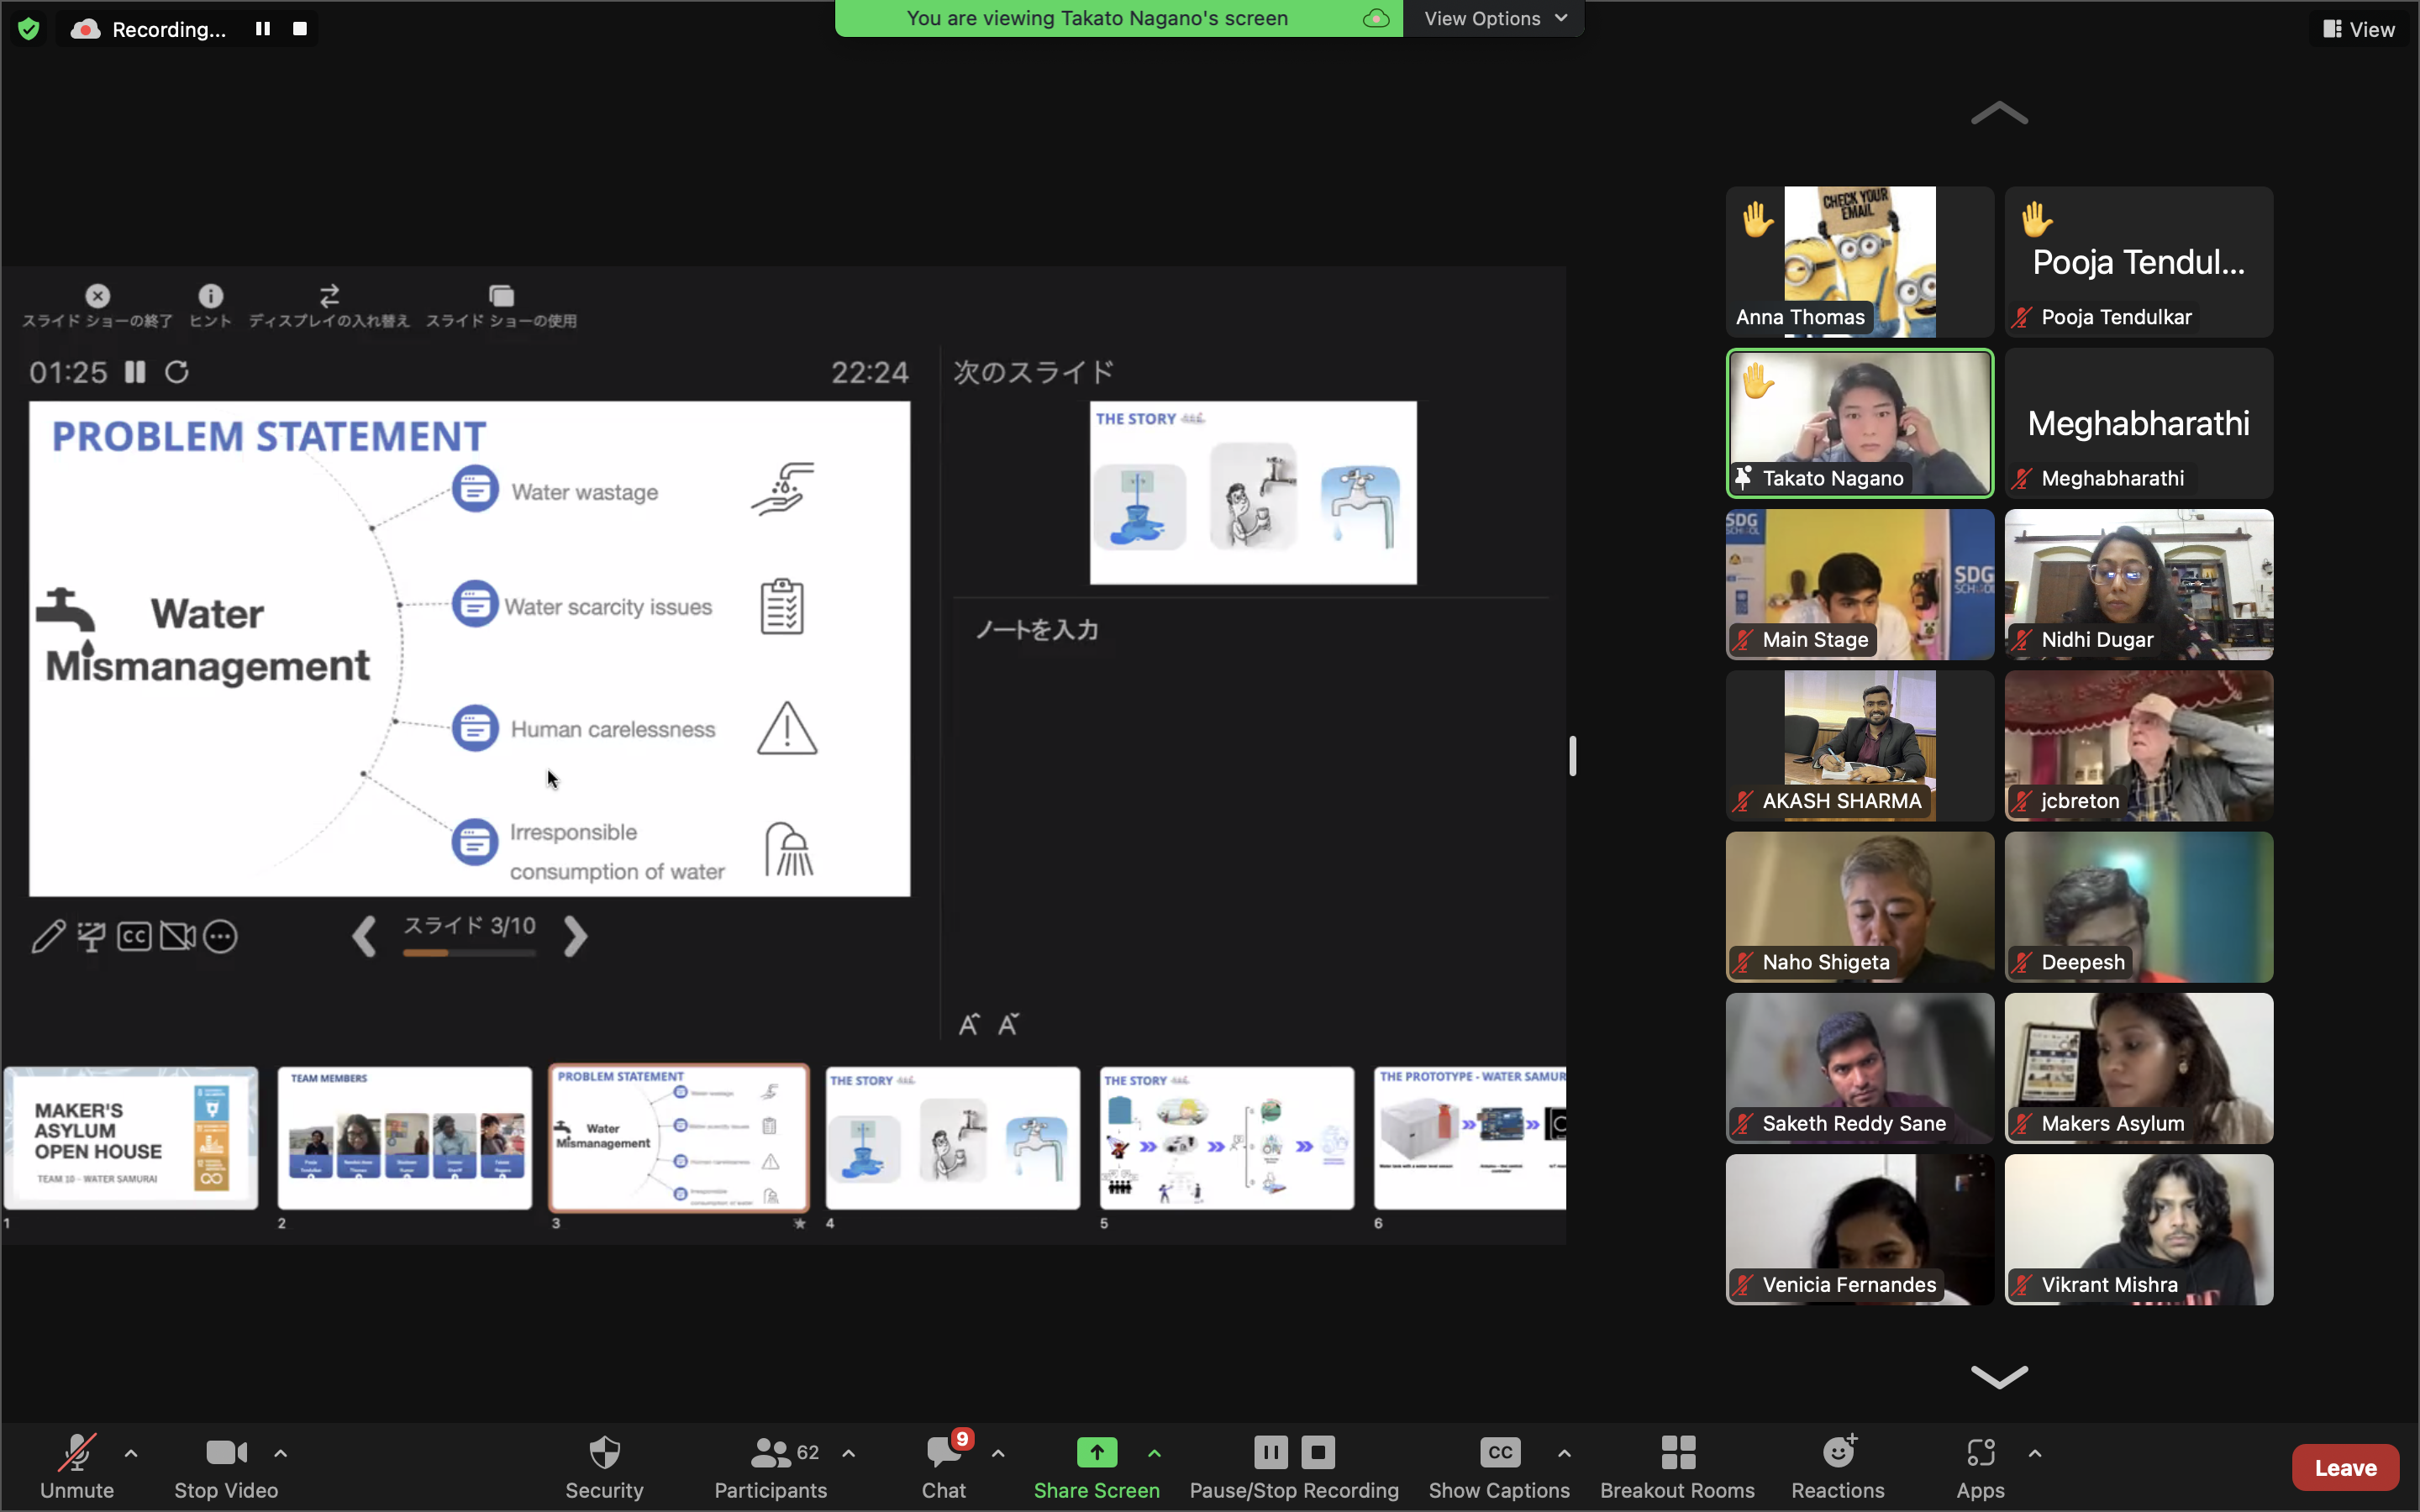 Recording...
You are viewing Takato Nagano's screen
View Options
View
スライド ショーの終了
ヒント
ディスプレイの入れ替え
スライド ショーの使用
01:25
22:24
次のスライド
PROBLEM STATEMENT
Water wastage
Water scarcity issues
Water
Mismanagement
Human carelessness
Irresponsible
consumption of water
THE STORY
ノートを入力
CC
スライド 3/10
MAKER'S
ASYLUM
OPEN HOUSE
TEAM 10 - WATER SAMURAI
1
TEAM MEMBERS
2
PROBLEM STATEMENT
Water
Mismanagement
3
THE STORY
4
THE STORY
5
THE PROTOTYPE - WATER SAMUR
6
CHECK YOUR
EMAIL
Anna Thomas
Pooja Tendul...
Pooja Tendulkar
Takato Nagano
Meghabharathi
Meghabharathi
SDG
SCHOOL
SDG
Main Stage
Nidhi Dugar
AKASH SHARMA
jcbreton
Naho Shigeta
Deepesh
Saketh Reddy Sane
Makers Asylum
Venicia Fernandes
Vikrant Mishra
Unmute
Stop Video
Security
62
Participants
9
Chat
Share Screen
Pause/Stop Recording
CC
Show Captions
Breakout Rooms
Reactions
Apps
Leave